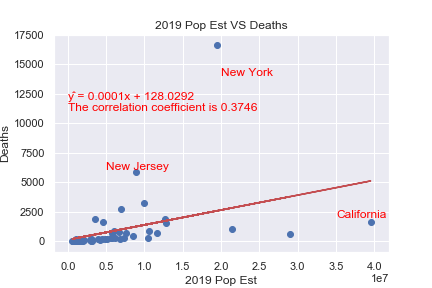 2019 Pop Est VS Deaths
17500
15000
12500
10000
7500
5000
2500
0
Deaths
New York
ŷ = 0.0001x + 128.0292
The correlation coefficient is 0.3746
New Jersey
California
0.0 0.5 1.0 1.5 2.0 2.5 3.0 3.5 4.0
1e7
2019 Pop Est